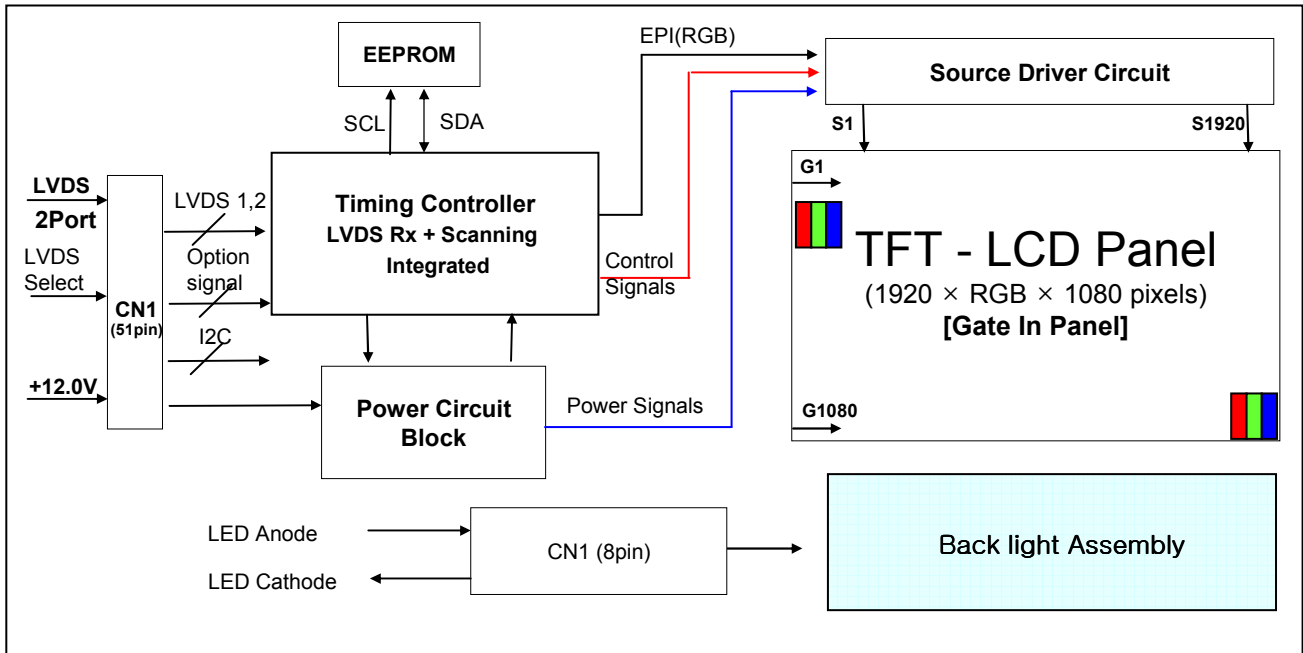 EEPROM
SCL
SDA
EPI(RGB)
Source Driver Circuit
S1
S1920
LVDS
2Port
LVDS
Select
+12.0V
CN1
(51pin)
LVDS 1,2
Option
signal
I2C
Timing Controller
LVDS Rx + Scanning
Integrated
Control
Signals
Power Circuit
Block
Power Signals
G1
TFT - LCD Panel
(1920 × RGB × 1080 pixels)
[Gate In Panel]
G1080
LED Anode
LED Cathode
CN1 (8pin)
Back light Assembly